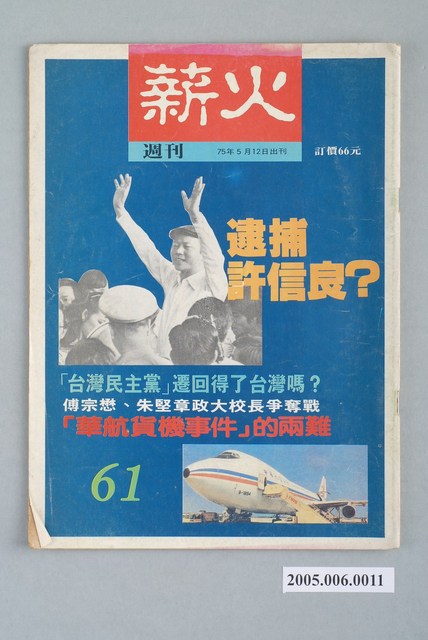 薪火
週刊
75年5月12日出刊
訂價66元
逮捕
許信良?
「台灣民主黨」遷回得了台灣嗎?
傅宗懋、朱堅章政大校長爭奪戰
「華航貨機事件」的兩難
61
2005.006.0011